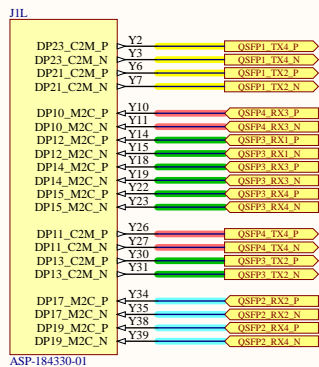 J1L
DP23_C2M_P Y2 QSFP1_TX4_P
DP23_C2M_N Y3 QSFP1_TX4_N
DP21_C2M_P Y6 QSFP1_TX2_P
DP21_C2M_N Y7 QSFP1_TX2_N
DP10_M2C_P Y10 QSFP4_RX3_P
DP10_M2C_N Y11 QSFP4_RX3_N
DP12_M2C_P Y14 QSFP3_RX1_P
DP12_M2C_N Y15 QSFP3_RX1_N
DP14_M2C_P Y18 QSFP3_RX3_P
DP14_M2C_N Y19 QSFP3_RX3_N
DP15_M2C_P Y22 QSFP3_RX4_P
DP15_M2C_N Y23 QSFP3_RX4_N
DP11_C2M_P Y26 QSFP4_TX4_P
DP11_C2M_N Y27 QSFP4_TX4_N
DP13_C2M_P Y30 QSFP3_TX2_P
DP13_C2M_N Y31 QSFP3_TX2_N
DP17_M2C_P Y34 QSFP2_RX2_P
DP17_M2C_N Y35 QSFP2_RX2_N
DP19_M2C_P Y38 QSFP2_RX4_P
DP19_M2C_N Y39 QSFP2_RX4_N
ASP-184330-01